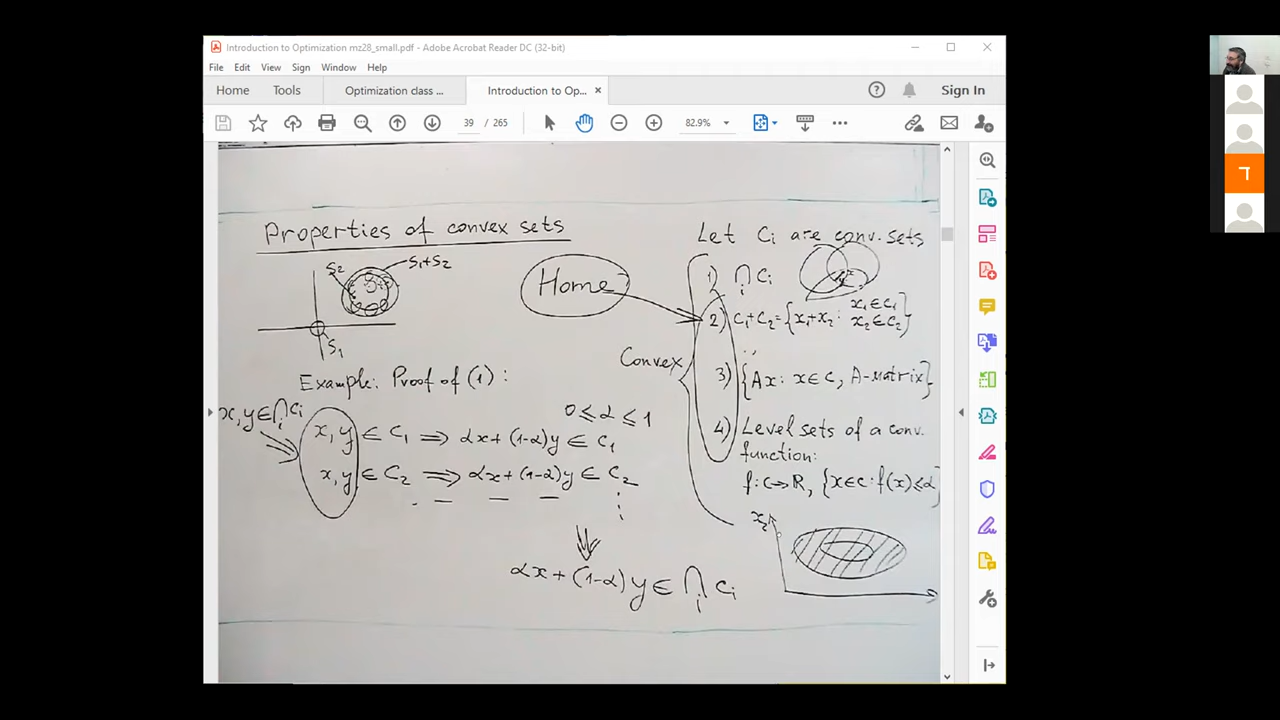 Introduction to Optimization mz28_small.pdf - Adobe Acrobat Reader DC (32-bit)
File Edit View Sign Window Help
Home Tools Optimization class ... Introduction to Op... × Sign In
39 / 265 82.9%
Properties of convex sets
S2 S1+S2
S1
Home
Example: Proof of (1):
x, y ∈ ⋂i Ci
0 ≤ α ≤ 1
x, y ∈ C1 ⟹ αx + (1-α)y ∈ C1
x, y ∈ C2 ⟹ αx + (1-α)y ∈ C2
αx + (1-α)y ∈ ⋂i Ci
Let Ci are conv. sets
Convex
1) ⋂i Ci
2) C1+C2 = {x1+x2 : x1 ∈ C1 x2 ∈ C2}
3) {Ax : x ∈ C, A-matrix}
4) Level sets of a conv.
function:
f: C → R, {x ∈ C : f(x) ≤ α}
x2
T